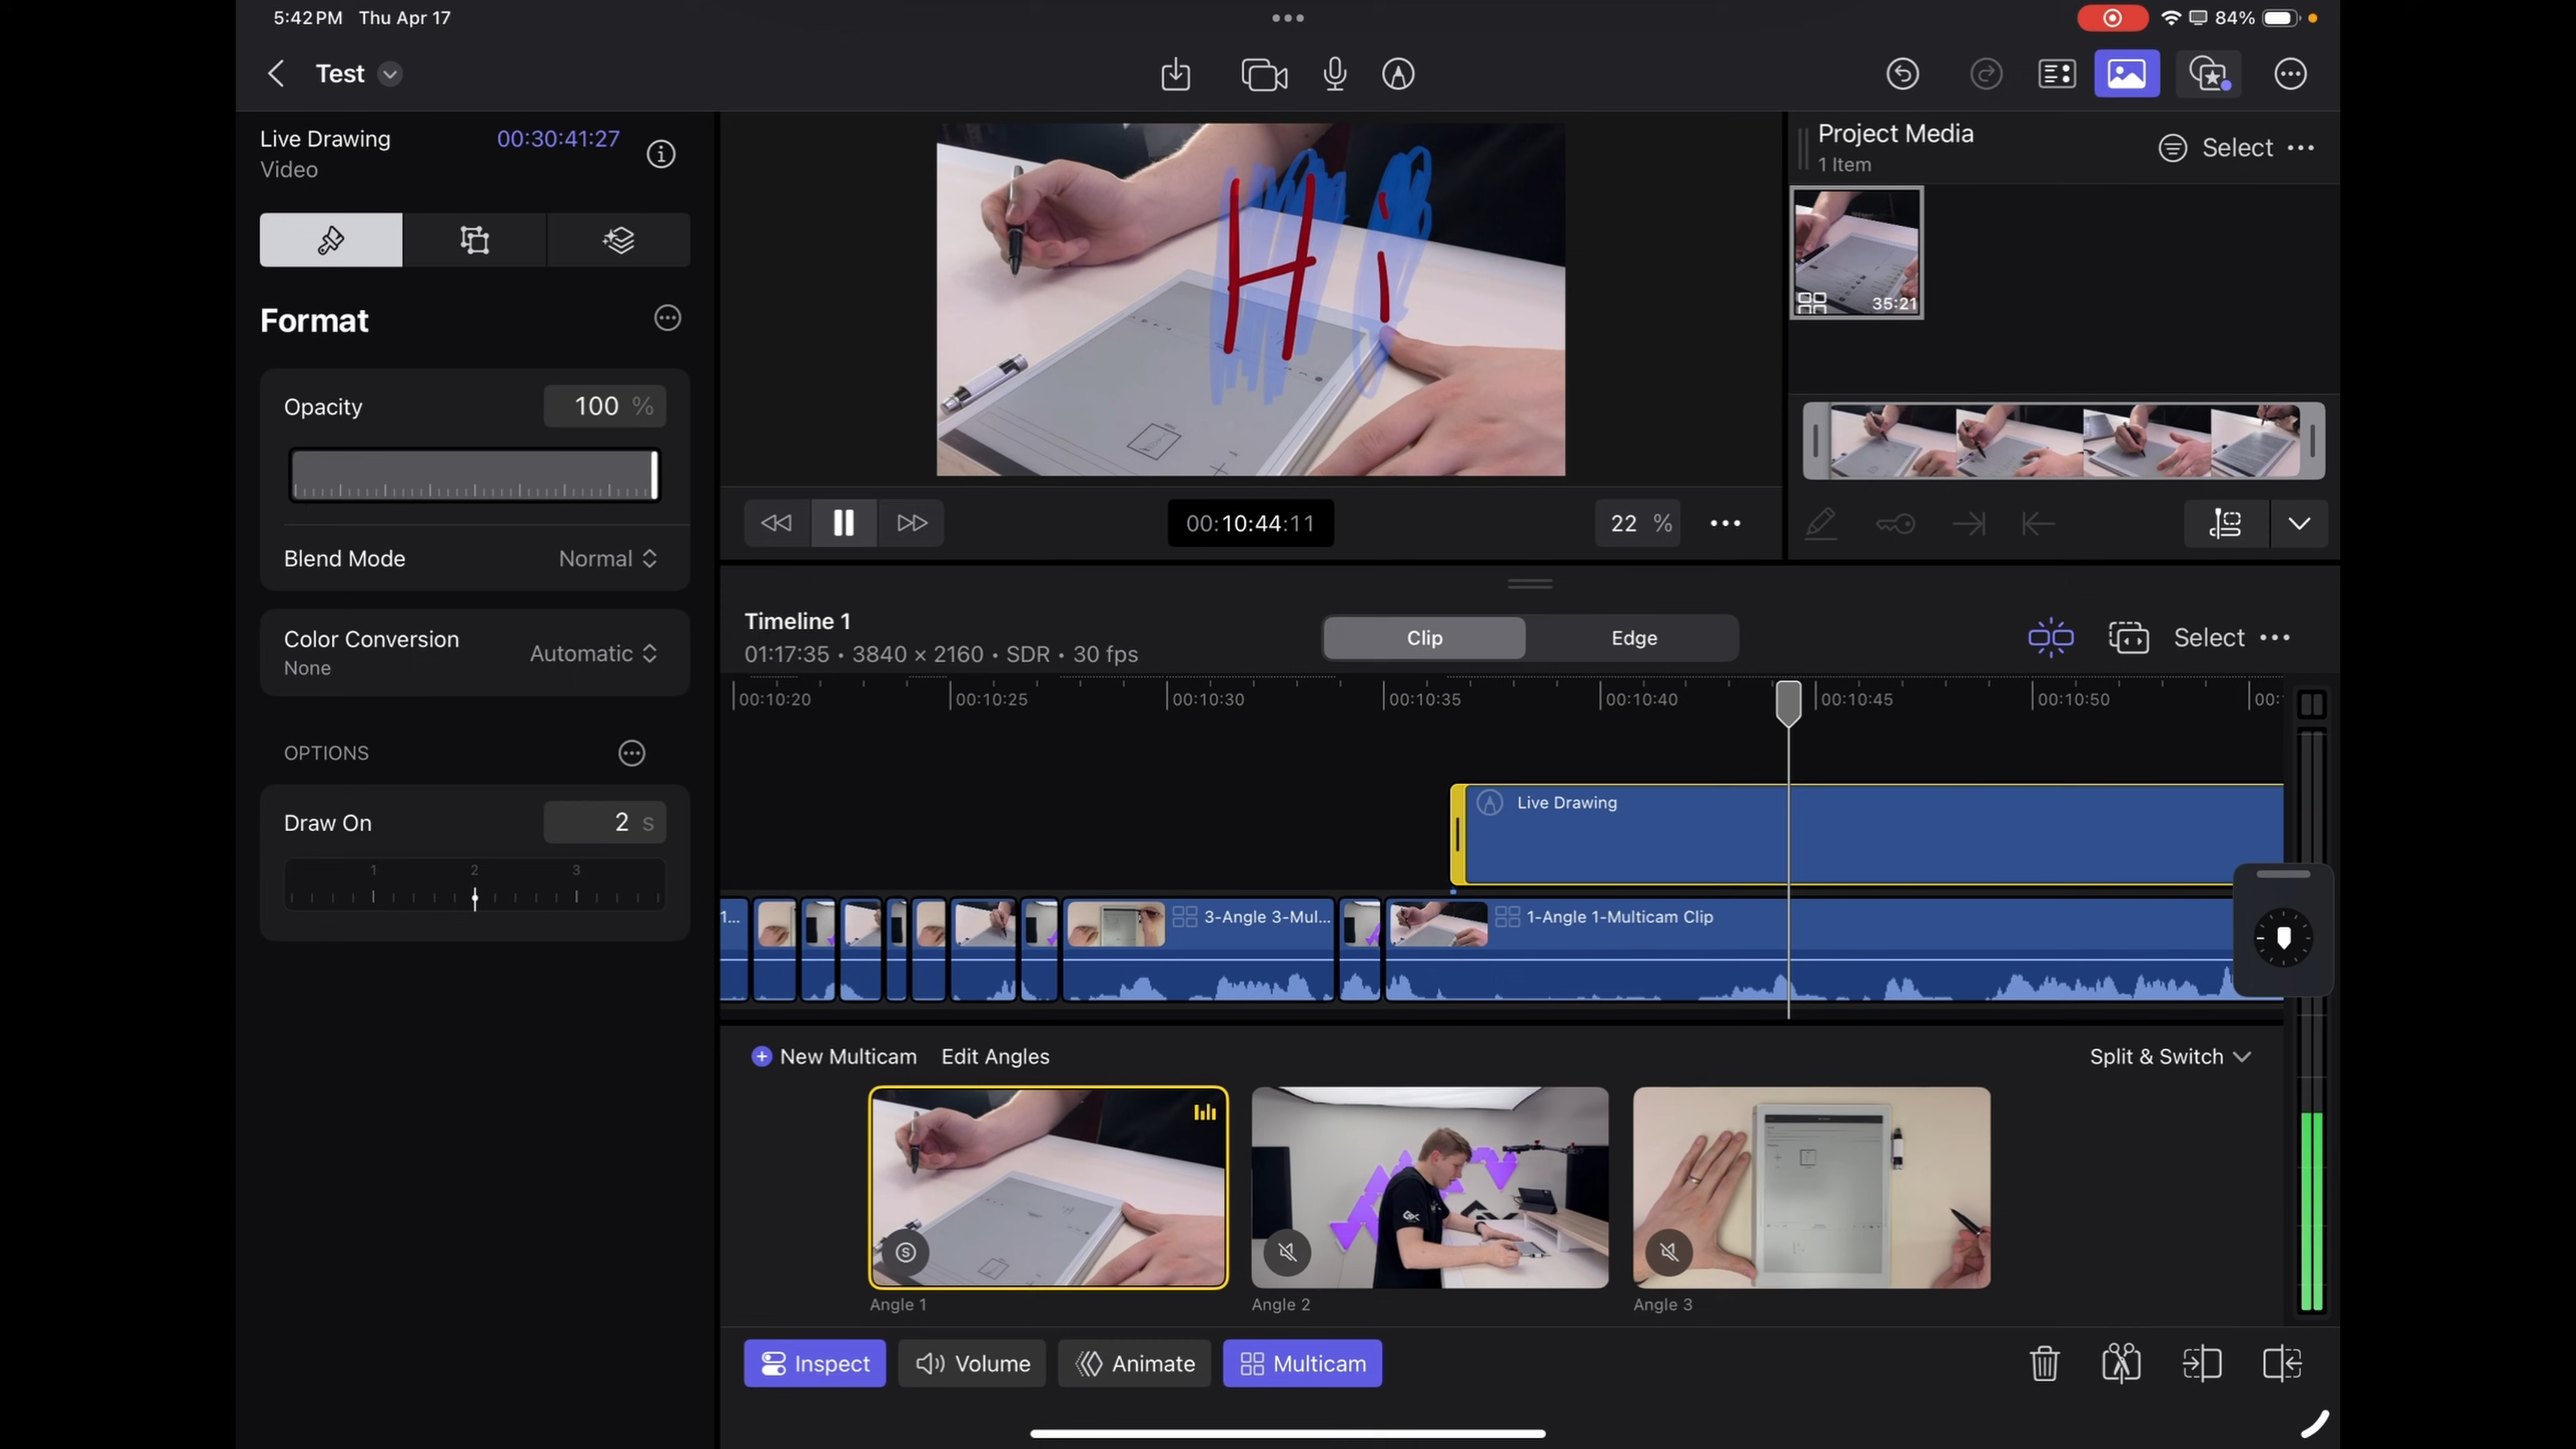 5:42 PM Thu Apr 17
84%
Test
Live Drawing 00:30:41:27
Video
Format
Opacity 100 %
Blend Mode Normal
Color Conversion Automatic
None
OPTIONS
Draw On 2 s
1 2 3
Hi
00:10:44:11
22 %
Project Media
1 Item
Select
35:21
Timeline 1
01:17:35 • 3840 × 2160 • SDR • 30 fps
Clip Edge
Select
00:10:20 00:10:25 00:10:30 00:10:35 00:10:40 00:10:45 00:10:50 00:
Live Drawing
1... 3-Angle 3-Mul... 1-Angle 1-Multicam Clip
New Multicam Edit Angles Split & Switch
S
Angle 1 Angle 2 Angle 3
Inspect Volume Animate Multicam